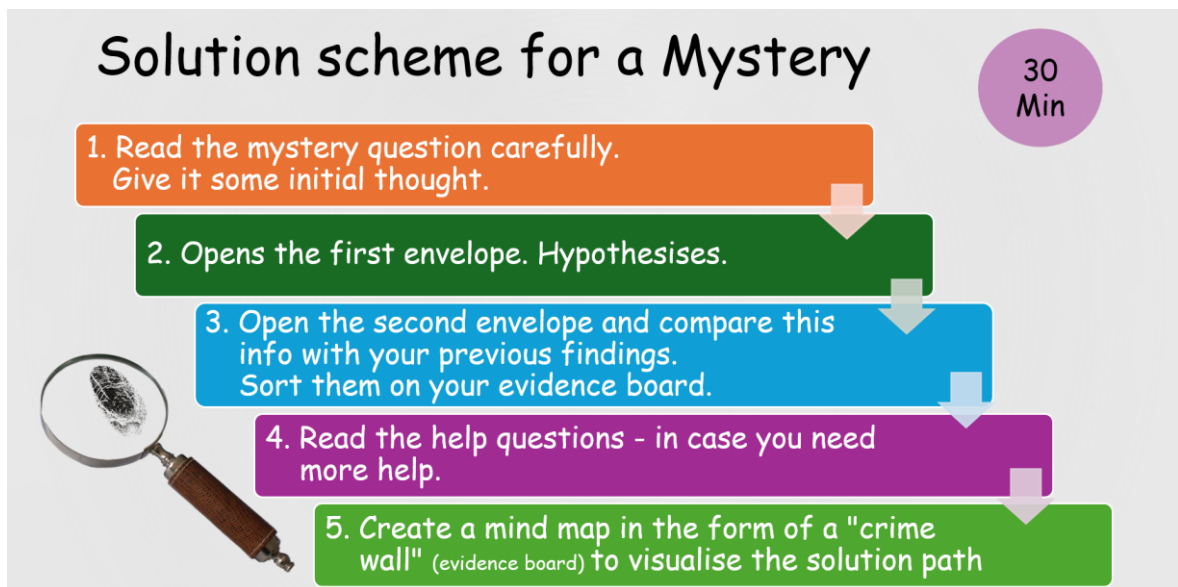 Solution scheme for a Mystery
30
Min
1. Read the mystery question carefully.
Give it some initial thought.
2. Opens the first envelope. Hypothesises.
3. Open the second envelope and compare this
info with your previous findings.
Sort them on your evidence board.
4. Read the help questions - in case you need
more help.
5. Create a mind map in the form of a "crime
wall" (evidence board) to visualise the solution path